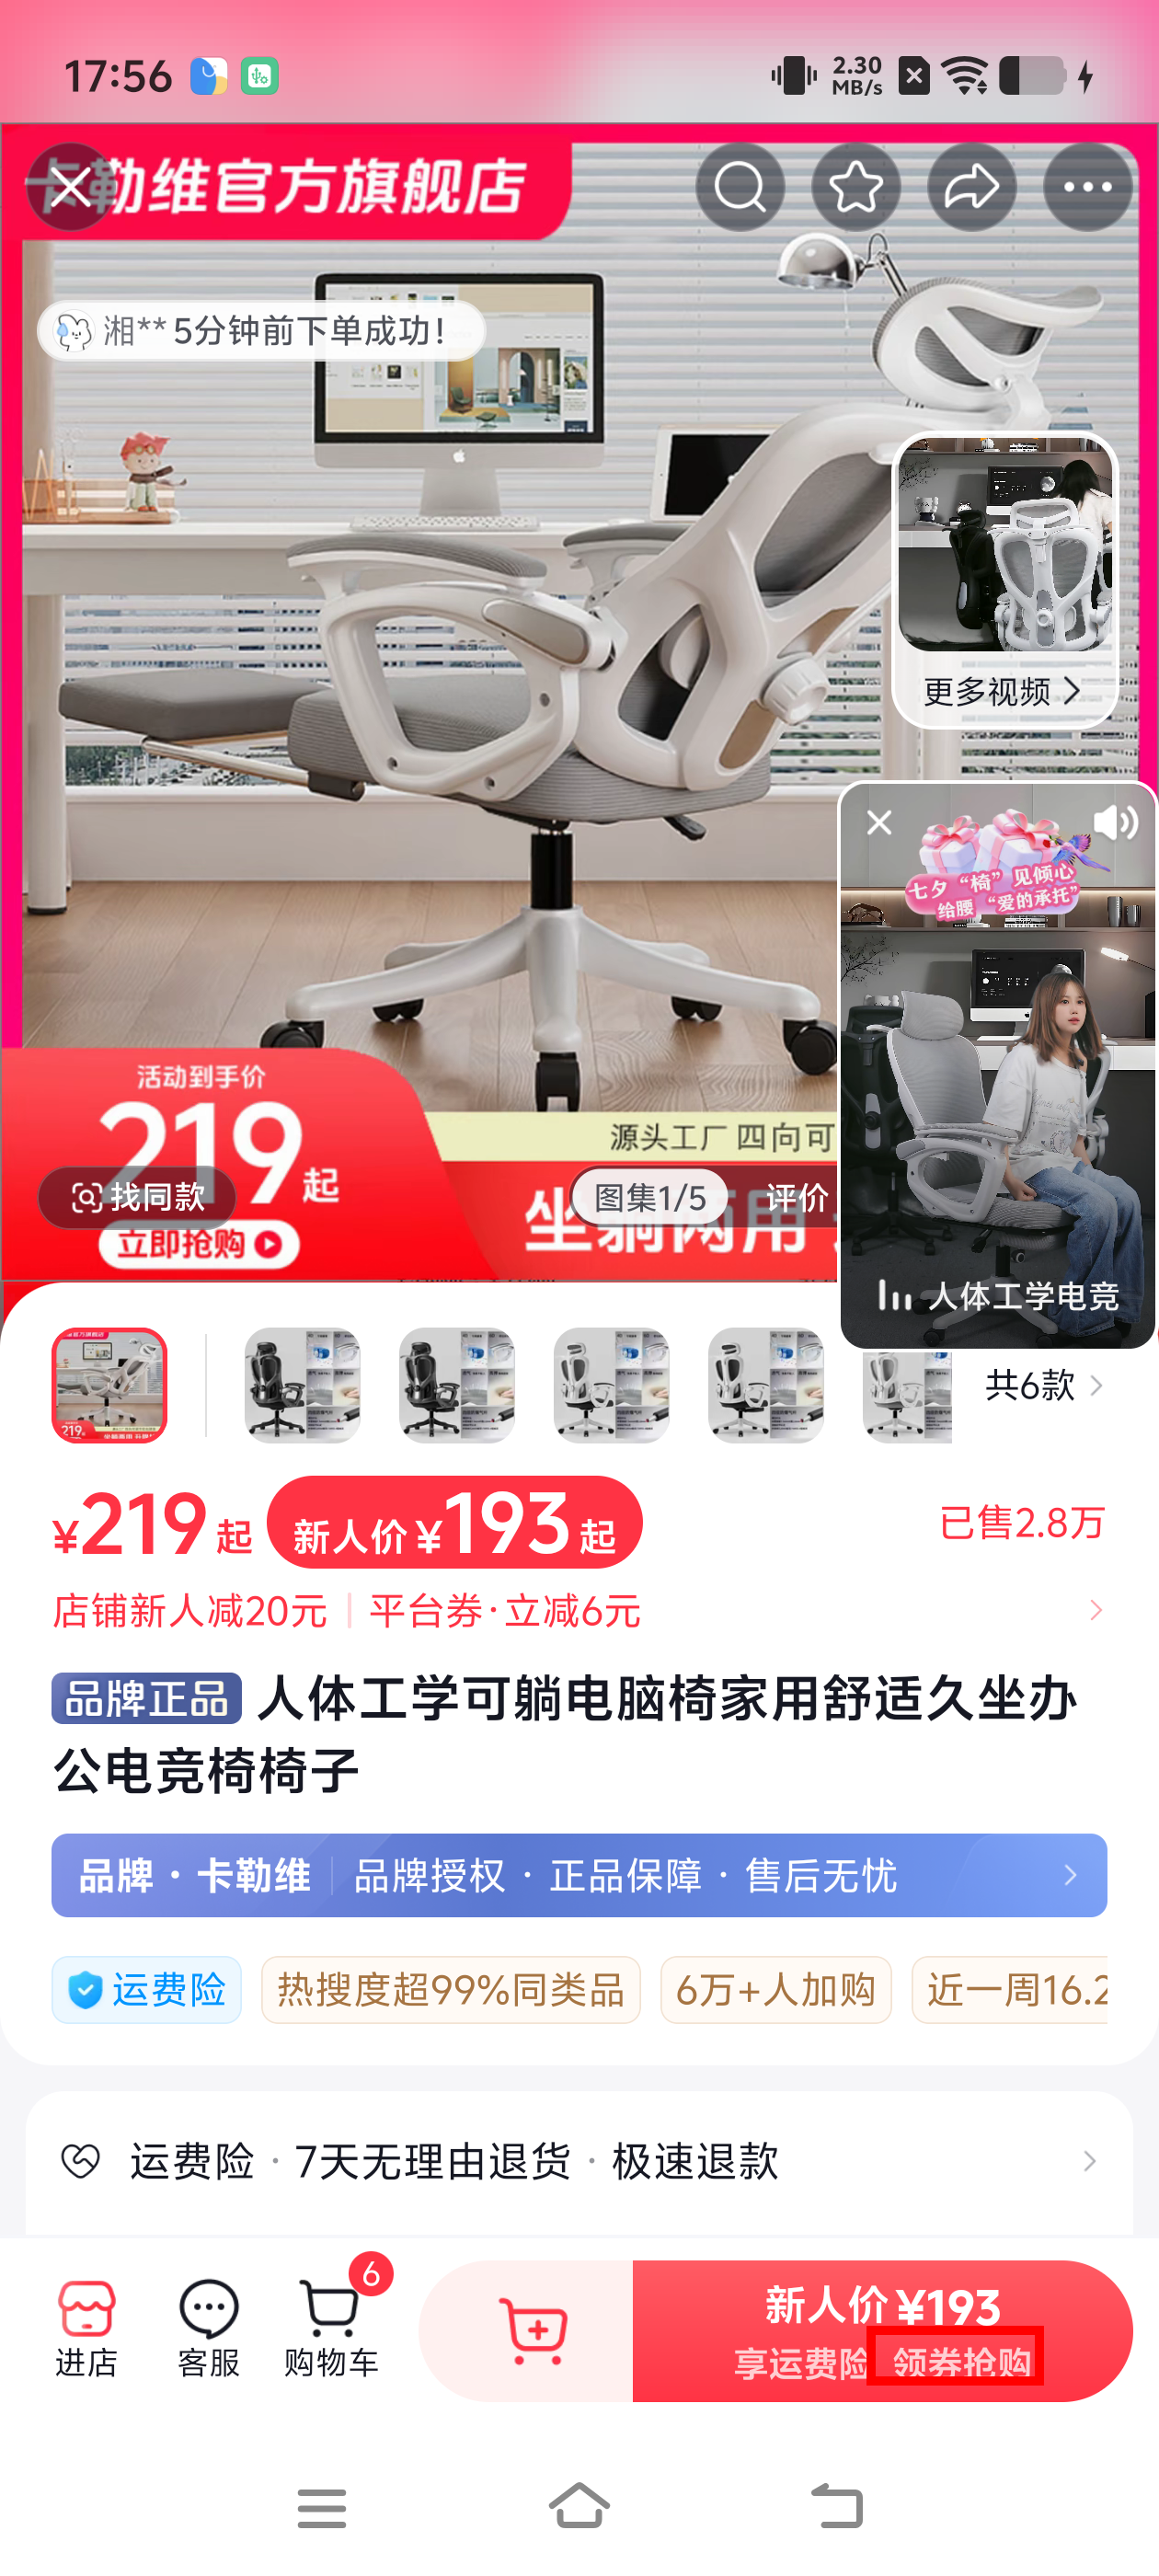 17:56
2.30
MB/s
卡勒维官方旗舰店
湘** 5分钟前下单成功!
更多视频
七夕“椅”见倾心
给腰“爱的承托”
活动到手价
219起
源头工厂 四向可
找同款
图集1/5
评价
立即抢购
坐躺两用
人体工学电竞
共6款
¥219起
新人价¥193起
已售2.8万
店铺新人减20元
平台券·立减6元
品牌正品 人体工学可躺电脑椅家用舒适久坐办
公电竞椅椅子
品牌·卡勒维 品牌授权·正品保障·售后无忧
运费险
热搜度超99%同类品
6万+人加购
近一周16.2
运费险·7天无理由退货·极速退款
进店
客服
6
购物车
新人价¥193
享运费险 领券抢购